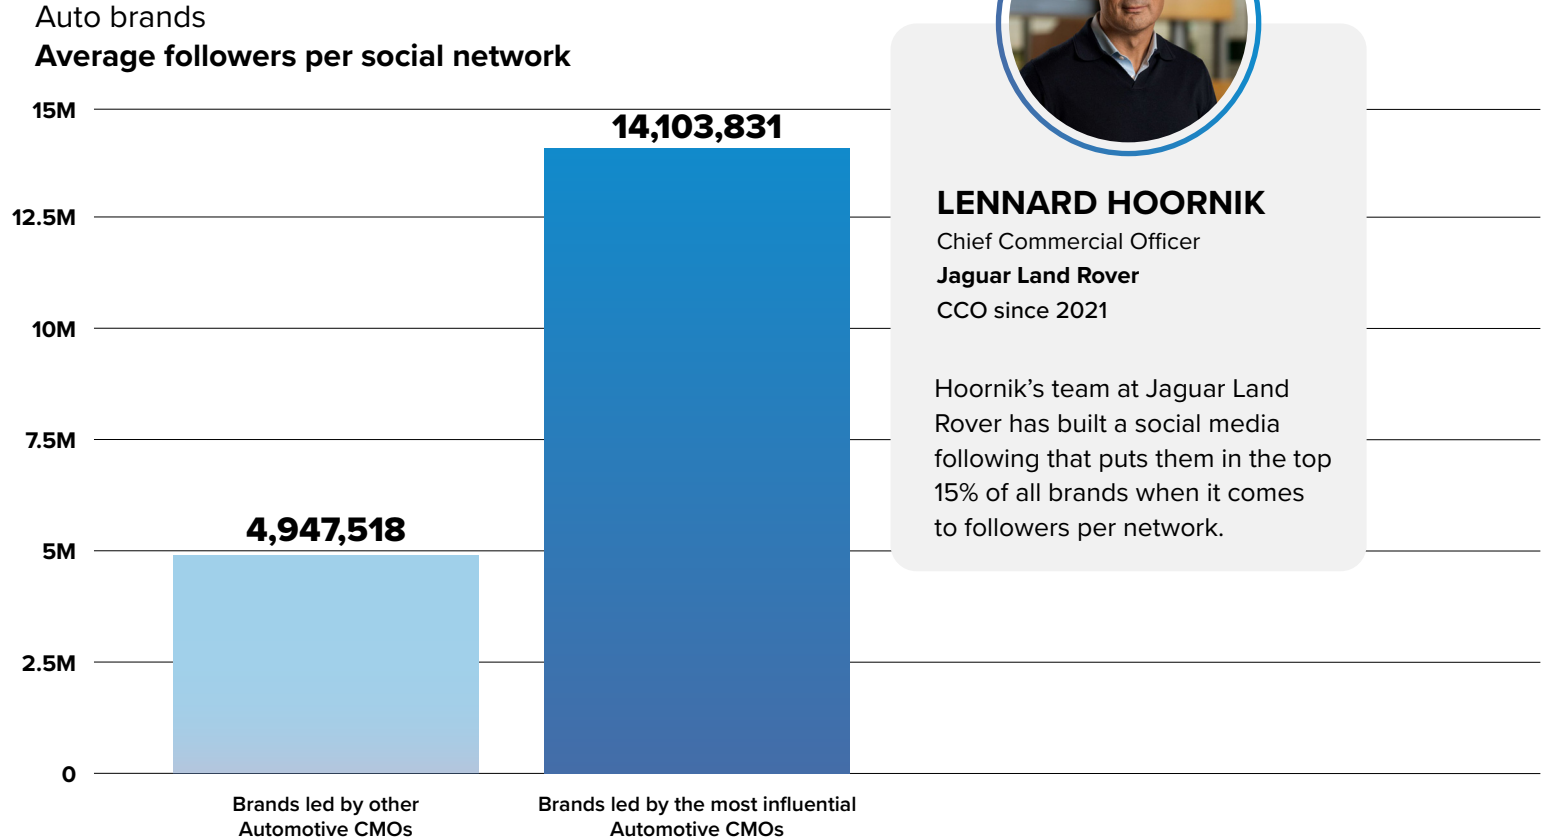 Auto brands
Average followers per social network
15M
12.5M
10M
7.5M
5M
2.5M
0
14,103,831
4,947,518
Brands led by other
Automotive CMOs
Brands led by the most influential
Automotive CMOs
LENNARD HOORNIK
Chief Commercial Officer
Jaguar Land Rover
CCO since 2021
Hoornik’s team at Jaguar Land
Rover has built a social media
following that puts them in the top
15% of all brands when it comes
to followers per network.